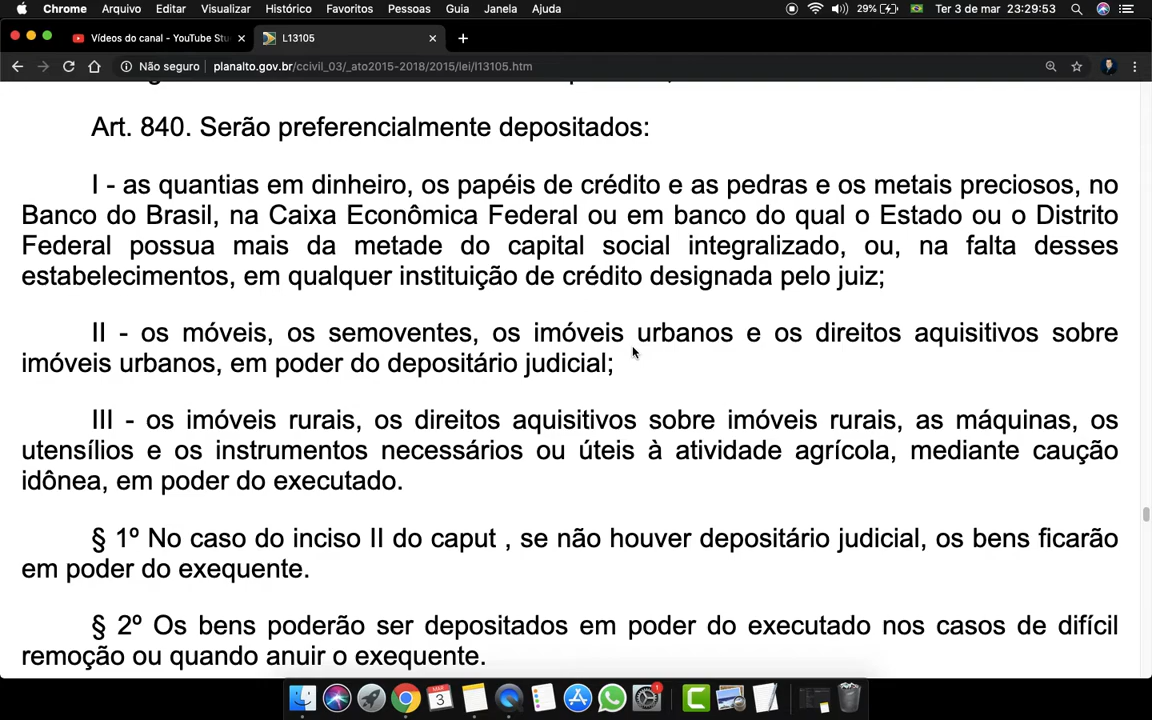 Chrome Arquivo Editar Visualizar Histórico Favoritos Pessoas Guia Janela Ajuda 29% Ter 3 de mar 23:29:53
Vídeos do canal - YouTube Stu L13105
Não seguro planalto.gov.br/ccivil_03/_ato2015-2018/2015/lei/l13105.htm
Art. 840. Serão preferencialmente depositados:
I - as quantias em dinheiro, os papéis de crédito e as pedras e os metais preciosos, no
Banco do Brasil, na Caixa Econômica Federal ou em banco do qual o Estado ou o Distrito
Federal possua mais da metade do capital social integralizado, ou, na falta desses
estabelecimentos, em qualquer instituição de crédito designada pelo juiz;
II - os móveis, os semoventes, os imóveis urbanos e os direitos aquisitivos sobre
imóveis urbanos, em poder do depositário judicial;
III - os imóveis rurais, os direitos aquisitivos sobre imóveis rurais, as máquinas, os
utensílios e os instrumentos necessários ou úteis à atividade agrícola, mediante caução
idônea, em poder do executado.
§ 1º No caso do inciso II do caput , se não houver depositário judicial, os bens ficarão
em poder do exequente.
§ 2º Os bens poderão ser depositados em poder do executado nos casos de difícil
remoção ou quando anuir o exequente.
MAR 3 1